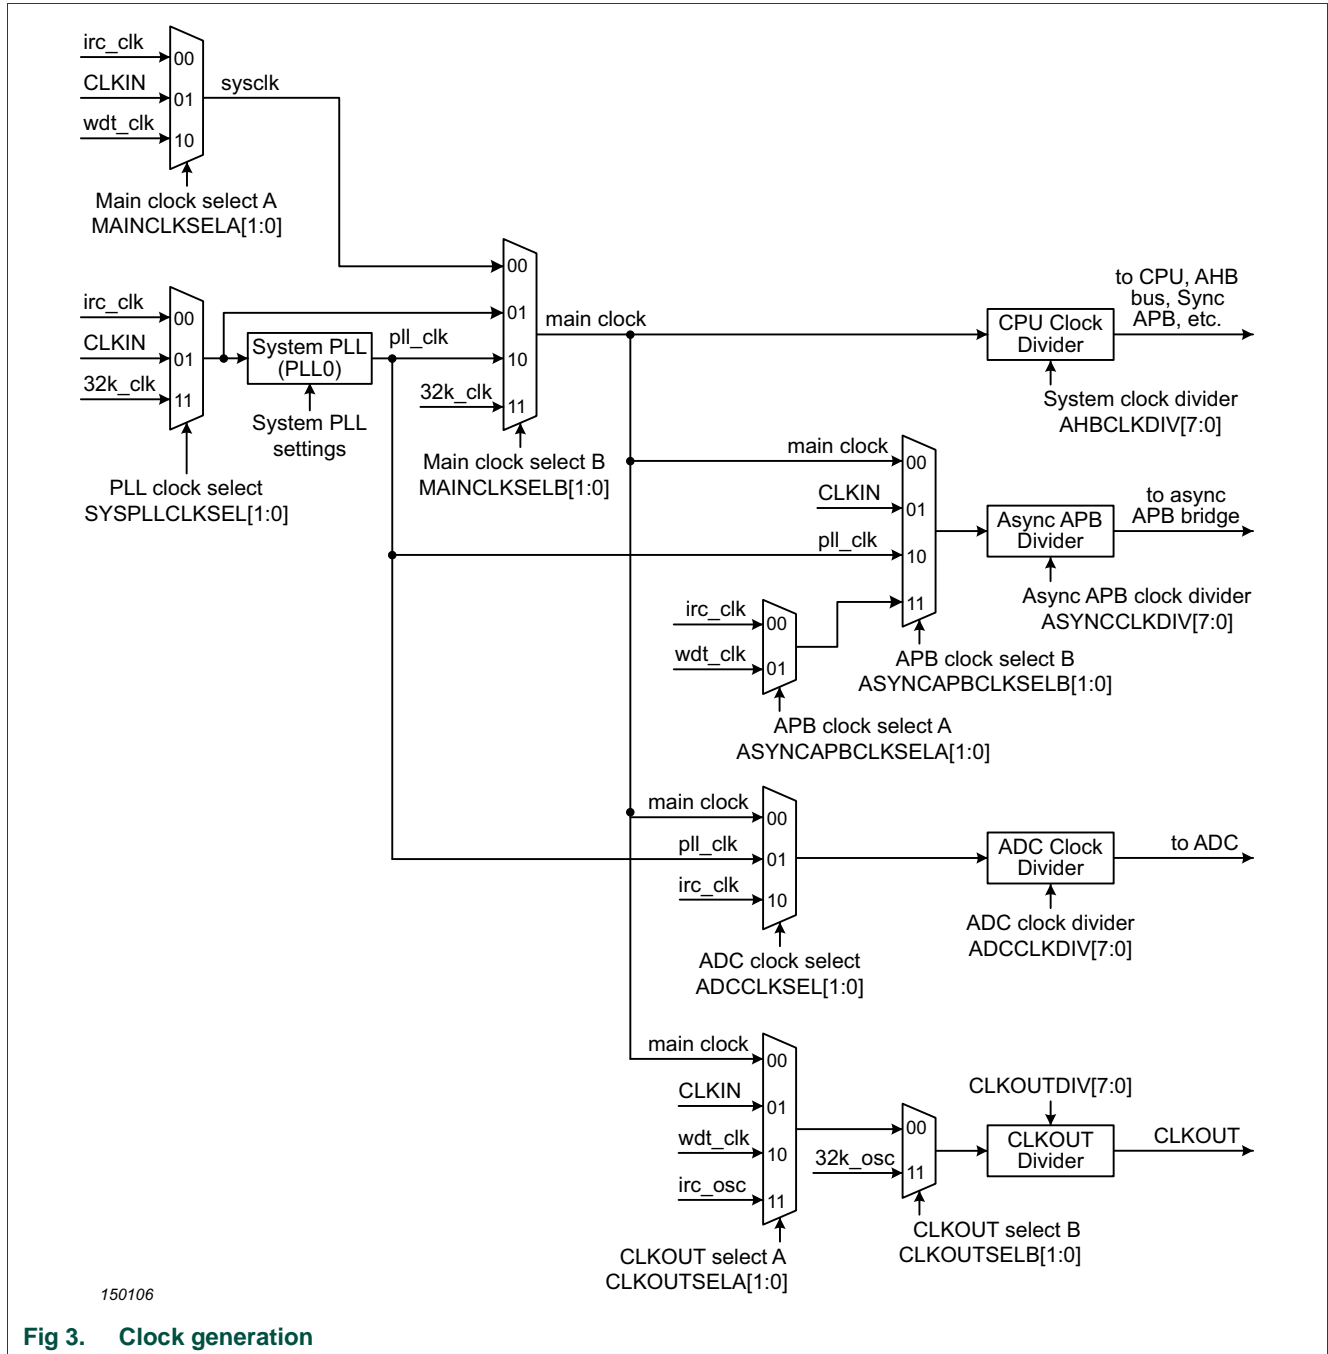 irc_clk
00
CLKIN
01
sysclk
wdt_clk
10
Main clock select A
MAINCLKSELA[1:0]
irc_clk
00
CLKIN
01
32k_clk
11
System PLL
(PLL0)
pll_clk
System PLL
settings
PLL clock select
SYSPLLCLKSEL[1:0]
00
01
10
32k_clk
11
main clock
Main clock select B
MAINCLKSELB[1:0]
CPU Clock
Divider
to CPU, AHB
bus, Sync
APB, etc.
System clock divider
AHBCLKDIV[7:0]
main clock
00
CLKIN
01
pll_clk
10
11
irc_clk
00
wdt_clk
01
APB clock select A
ASYNCAPBCLKSELA[1:0]
APB clock select B
ASYNCAPBCLKSELB[1:0]
Async APB
Divider
to async
APB bridge
Async APB clock divider
ASYNCCLKDIV[7:0]
main clock
00
pll_clk
01
irc_clk
10
ADC clock select
ADCCLKSEL[1:0]
ADC Clock
Divider
to ADC
ADC clock divider
ADCCLKDIV[7:0]
main clock
00
CLKIN
01
wdt_clk
10
irc_osc
11
CLKOUT select A
CLKOUTSELA[1:0]
00
32k_osc
11
CLKOUT select B
CLKOUTSELB[1:0]
CLKOUTDIV[7:0]
CLKOUT
Divider
CLKOUT
150106
Fig 3. Clock generation